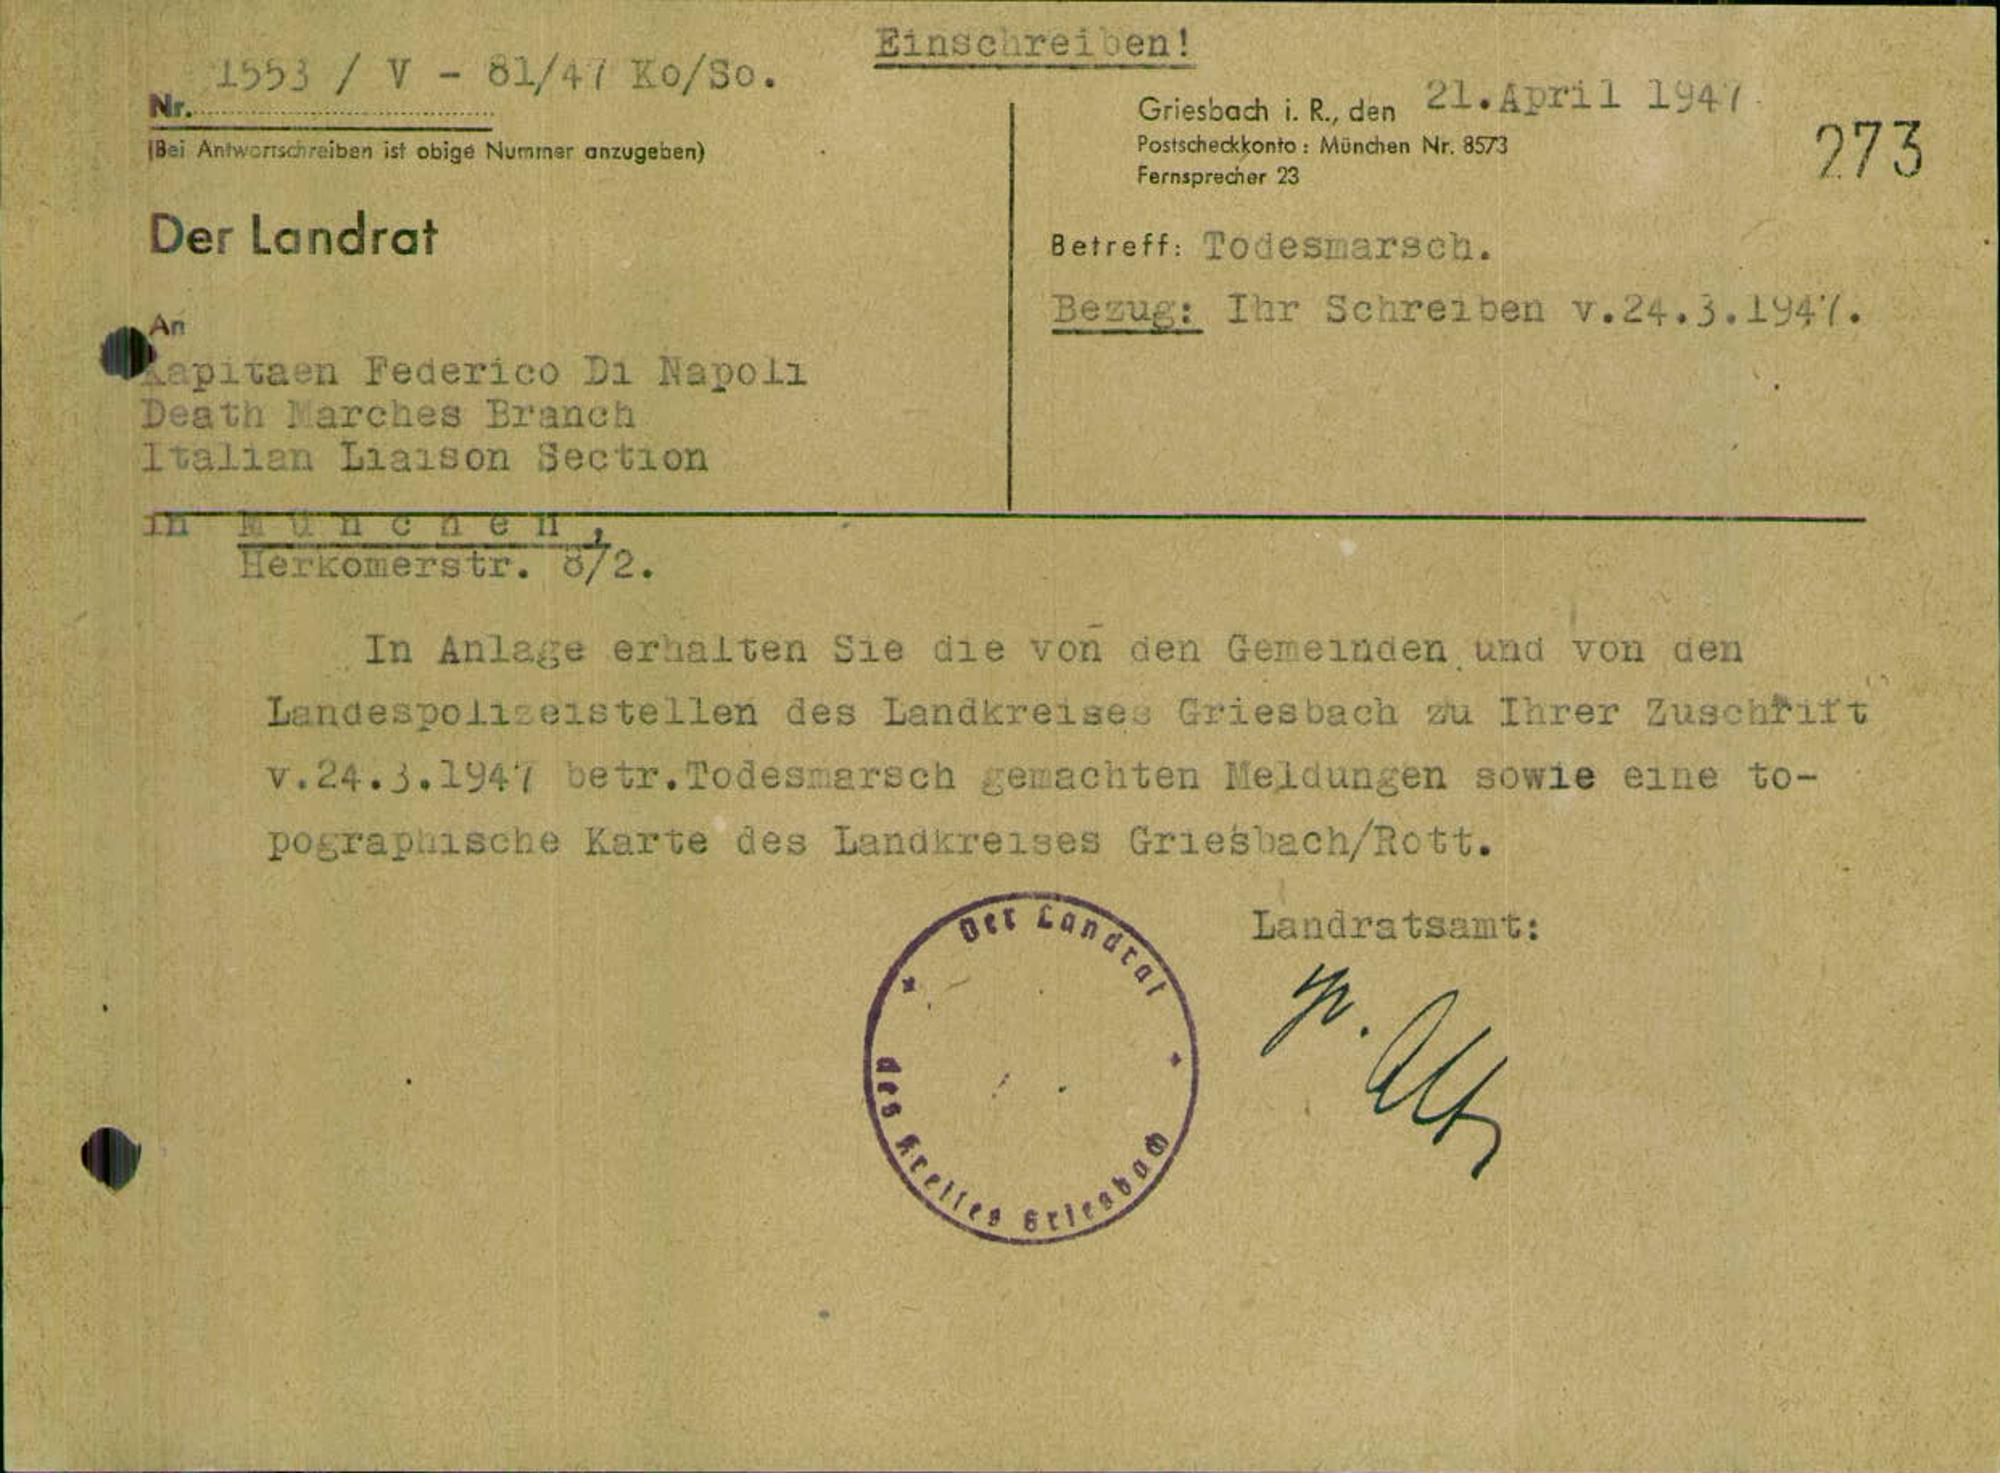 Einschreiben!
Nr. 1553 / V - 81/47 Ko/So.
(Bei Antwortschreiben ist obige Nummer anzugeben)
Der Landrat
An
Kapitaen Federico Di Napoli
Death Marches Branch
Italian Liaison Section
in München,
Herkomerstr. 8/2.
Griesbach i. R., den 21.April 1947
Postscheckkonto: München Nr. 8573
Fernsprecher 23
273
Betreff: Todesmarsch.
Bezug: Ihr Schreiben v.24.3.1947.
In Anlage erhalten Sie die von den Gemeinden und von den
Landespolizeistellen des Landkreises Griesbach zu Ihrer Zuschrift
v.24.3.1947 betr.Todesmarsch gemachten Meldungen sowie eine to-
pographische Karte des Landkreises Griesbach/Rott.
Landratsamt:
Der Landrat
des Kreises Griesbach